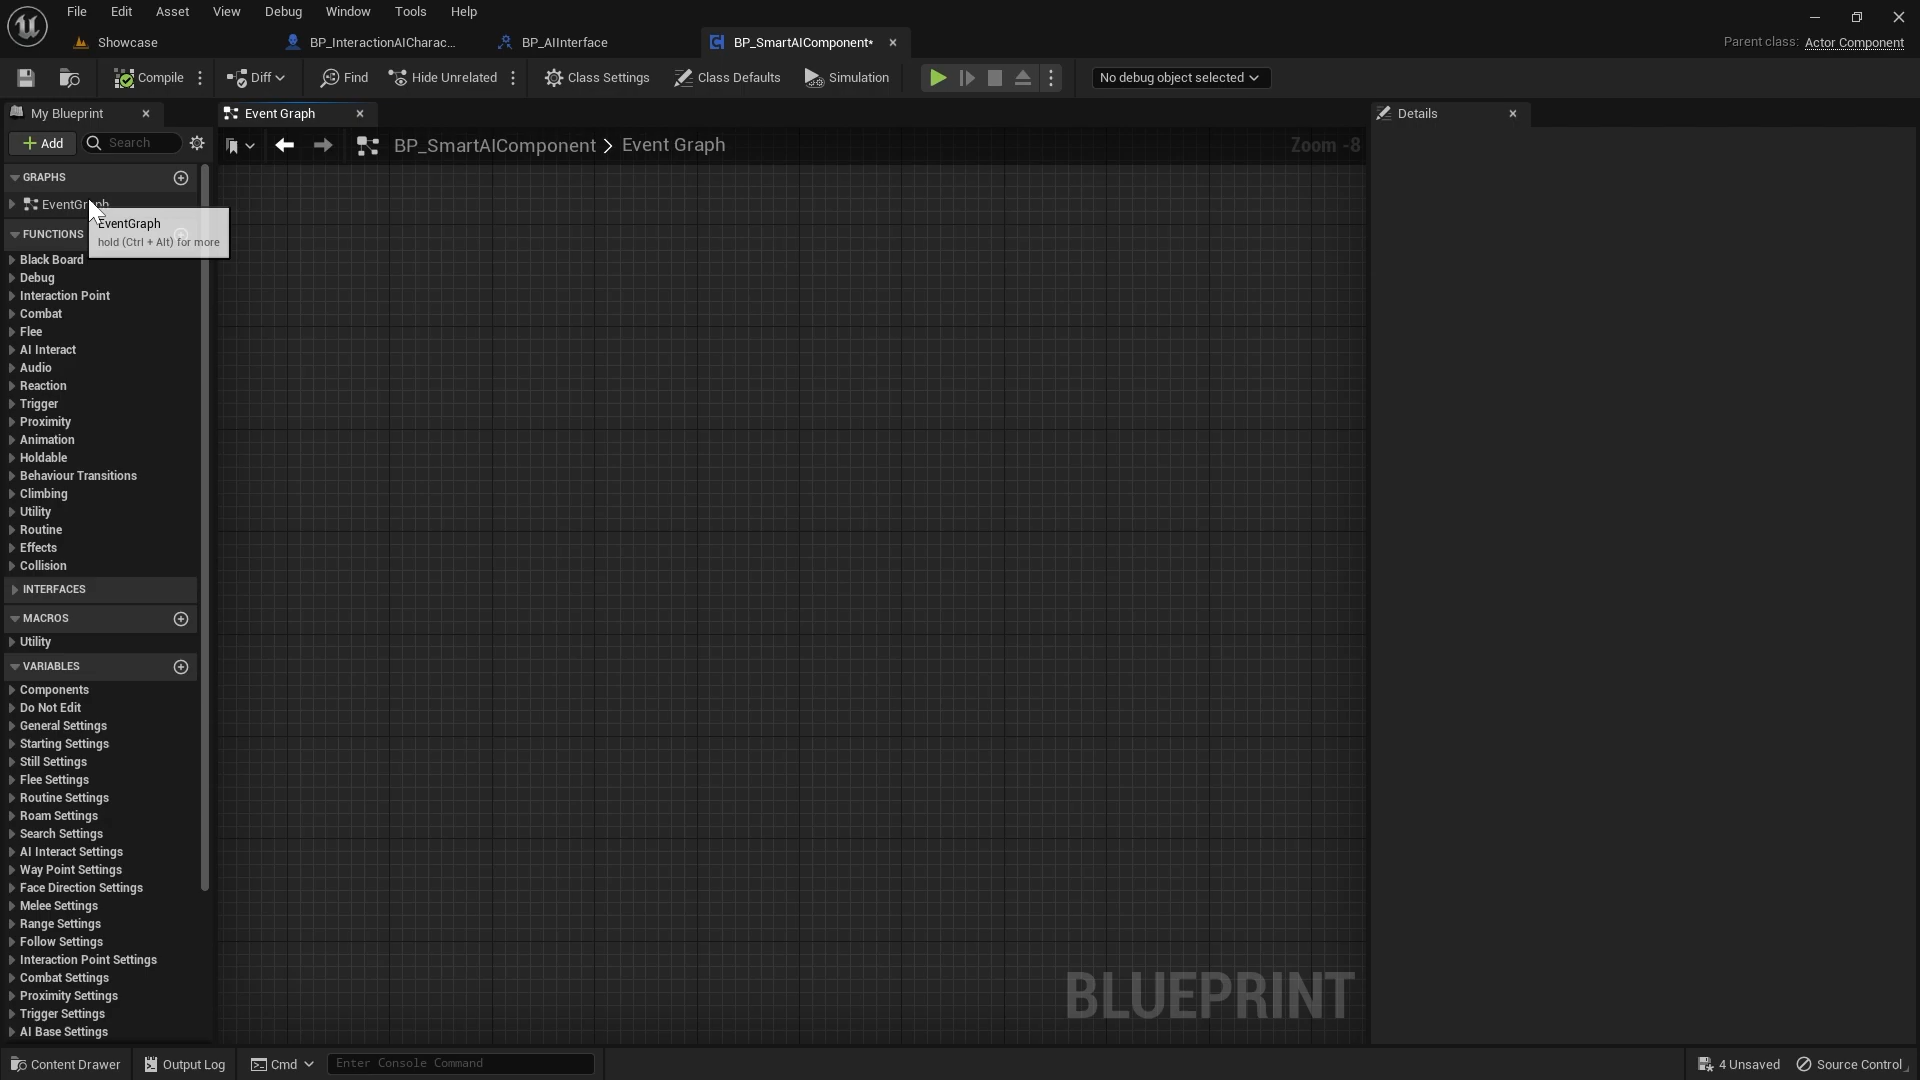 File Edit Asset View Debug Window Tools Help
Showcase BP_InteractionAICharac... BP_AIInterface BP_SmartAIComponent* Parent class: Actor Component
Compile Diff Find Hide Unrelated Class Settings Class Defaults Simulation No debug object selected
My Blueprint Event Graph Details
Add Search BP_SmartAIComponent > Event Graph Zoom -8
GRAPHS
EventGraph
EventGraph
FUNCTIONS
hold (Ctrl + Alt) for more
Black Board
Debug
Interaction Point
Combat
Flee
AI Interact
Audio
Reaction
Trigger
Proximity
Animation
Holdable
Behaviour Transitions
Climbing
Utility
Routine
Effects
Collision
INTERFACES
MACROS
Utility
VARIABLES
Components
Do Not Edit
General Settings
Starting Settings
Still Settings
Flee Settings
Routine Settings
Roam Settings
Search Settings
AI Interact Settings
Way Point Settings
Face Direction Settings
Melee Settings
Range Settings
Follow Settings
Interaction Point Settings
Combat Settings
Proximity Settings
Trigger Settings
AI Base Settings
BLUEPRINT
Content Drawer Output Log Cmd Enter Console Command 4 Unsaved Source Control